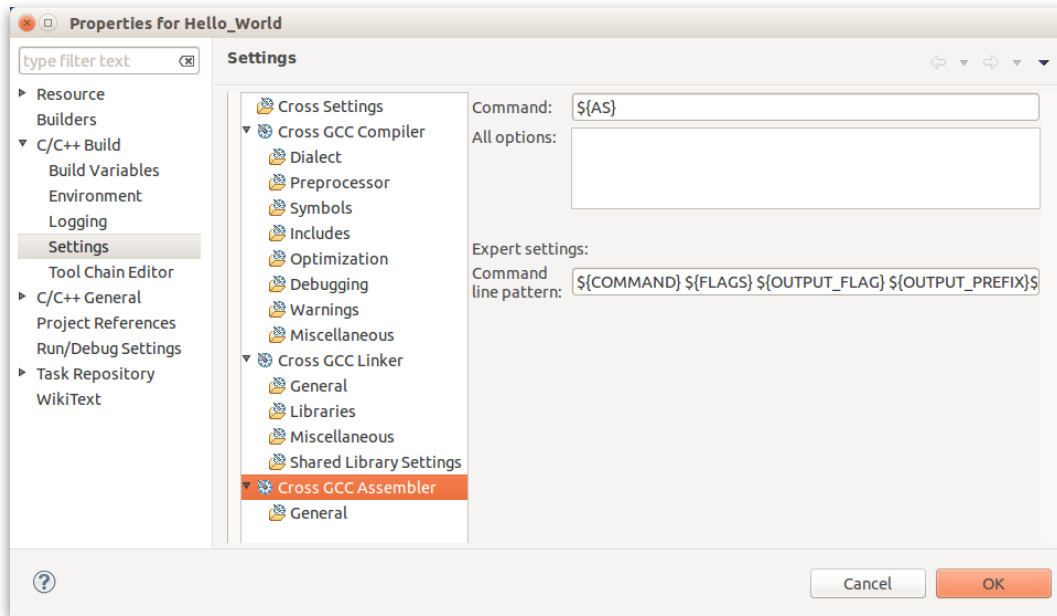 Properties for Hello_World
type filter text
Settings
Resource
Builders
C/C++ Build
Build Variables
Environment
Logging
Settings
Tool Chain Editor
C/C++ General
Project References
Run/Debug Settings
Task Repository
WikiText
Cross Settings
Cross GCC Compiler
Dialect
Preprocessor
Symbols
Includes
Optimization
Debugging
Warnings
Miscellaneous
Cross GCC Linker
General
Libraries
Miscellaneous
Shared Library Settings
Cross GCC Assembler
General
Command: ${AS}
All options:
Expert settings:
Command
line pattern: ${COMMAND} ${FLAGS} ${OUTPUT_FLAG} ${OUTPUT_PREFIX}$
Cancel OK